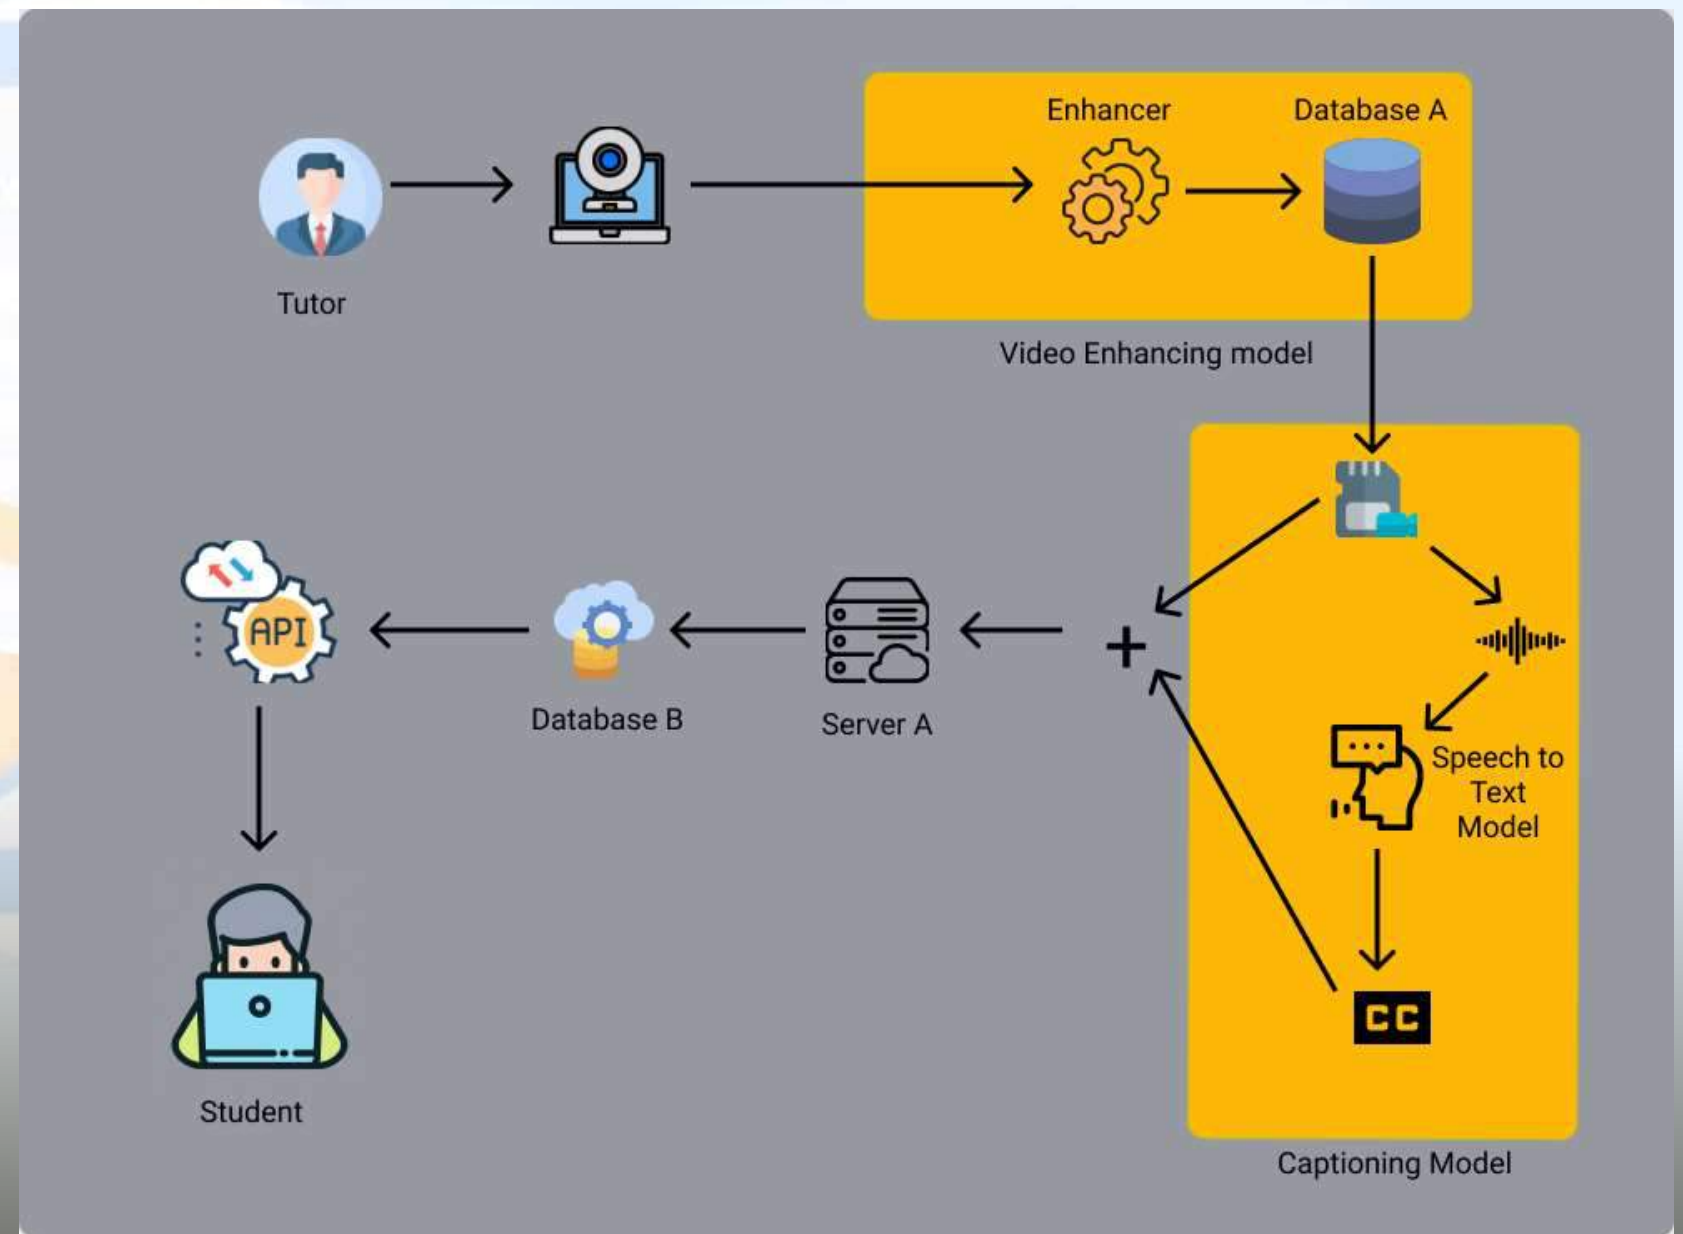 Enhancer
Database A
Tutor
Video Enhancing model
API
Database B
Server A
+
Speech to
Text
Model
CC
Student
Captioning Model